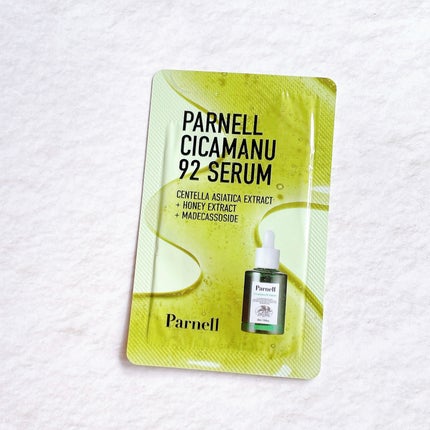 PARNELL
CICAMANU
92 SERUM
CENTELLA ASIATICA EXTRACT
+ HONEY EXTRACT
+ MADECASSOSIDE
Parnell
Parnell